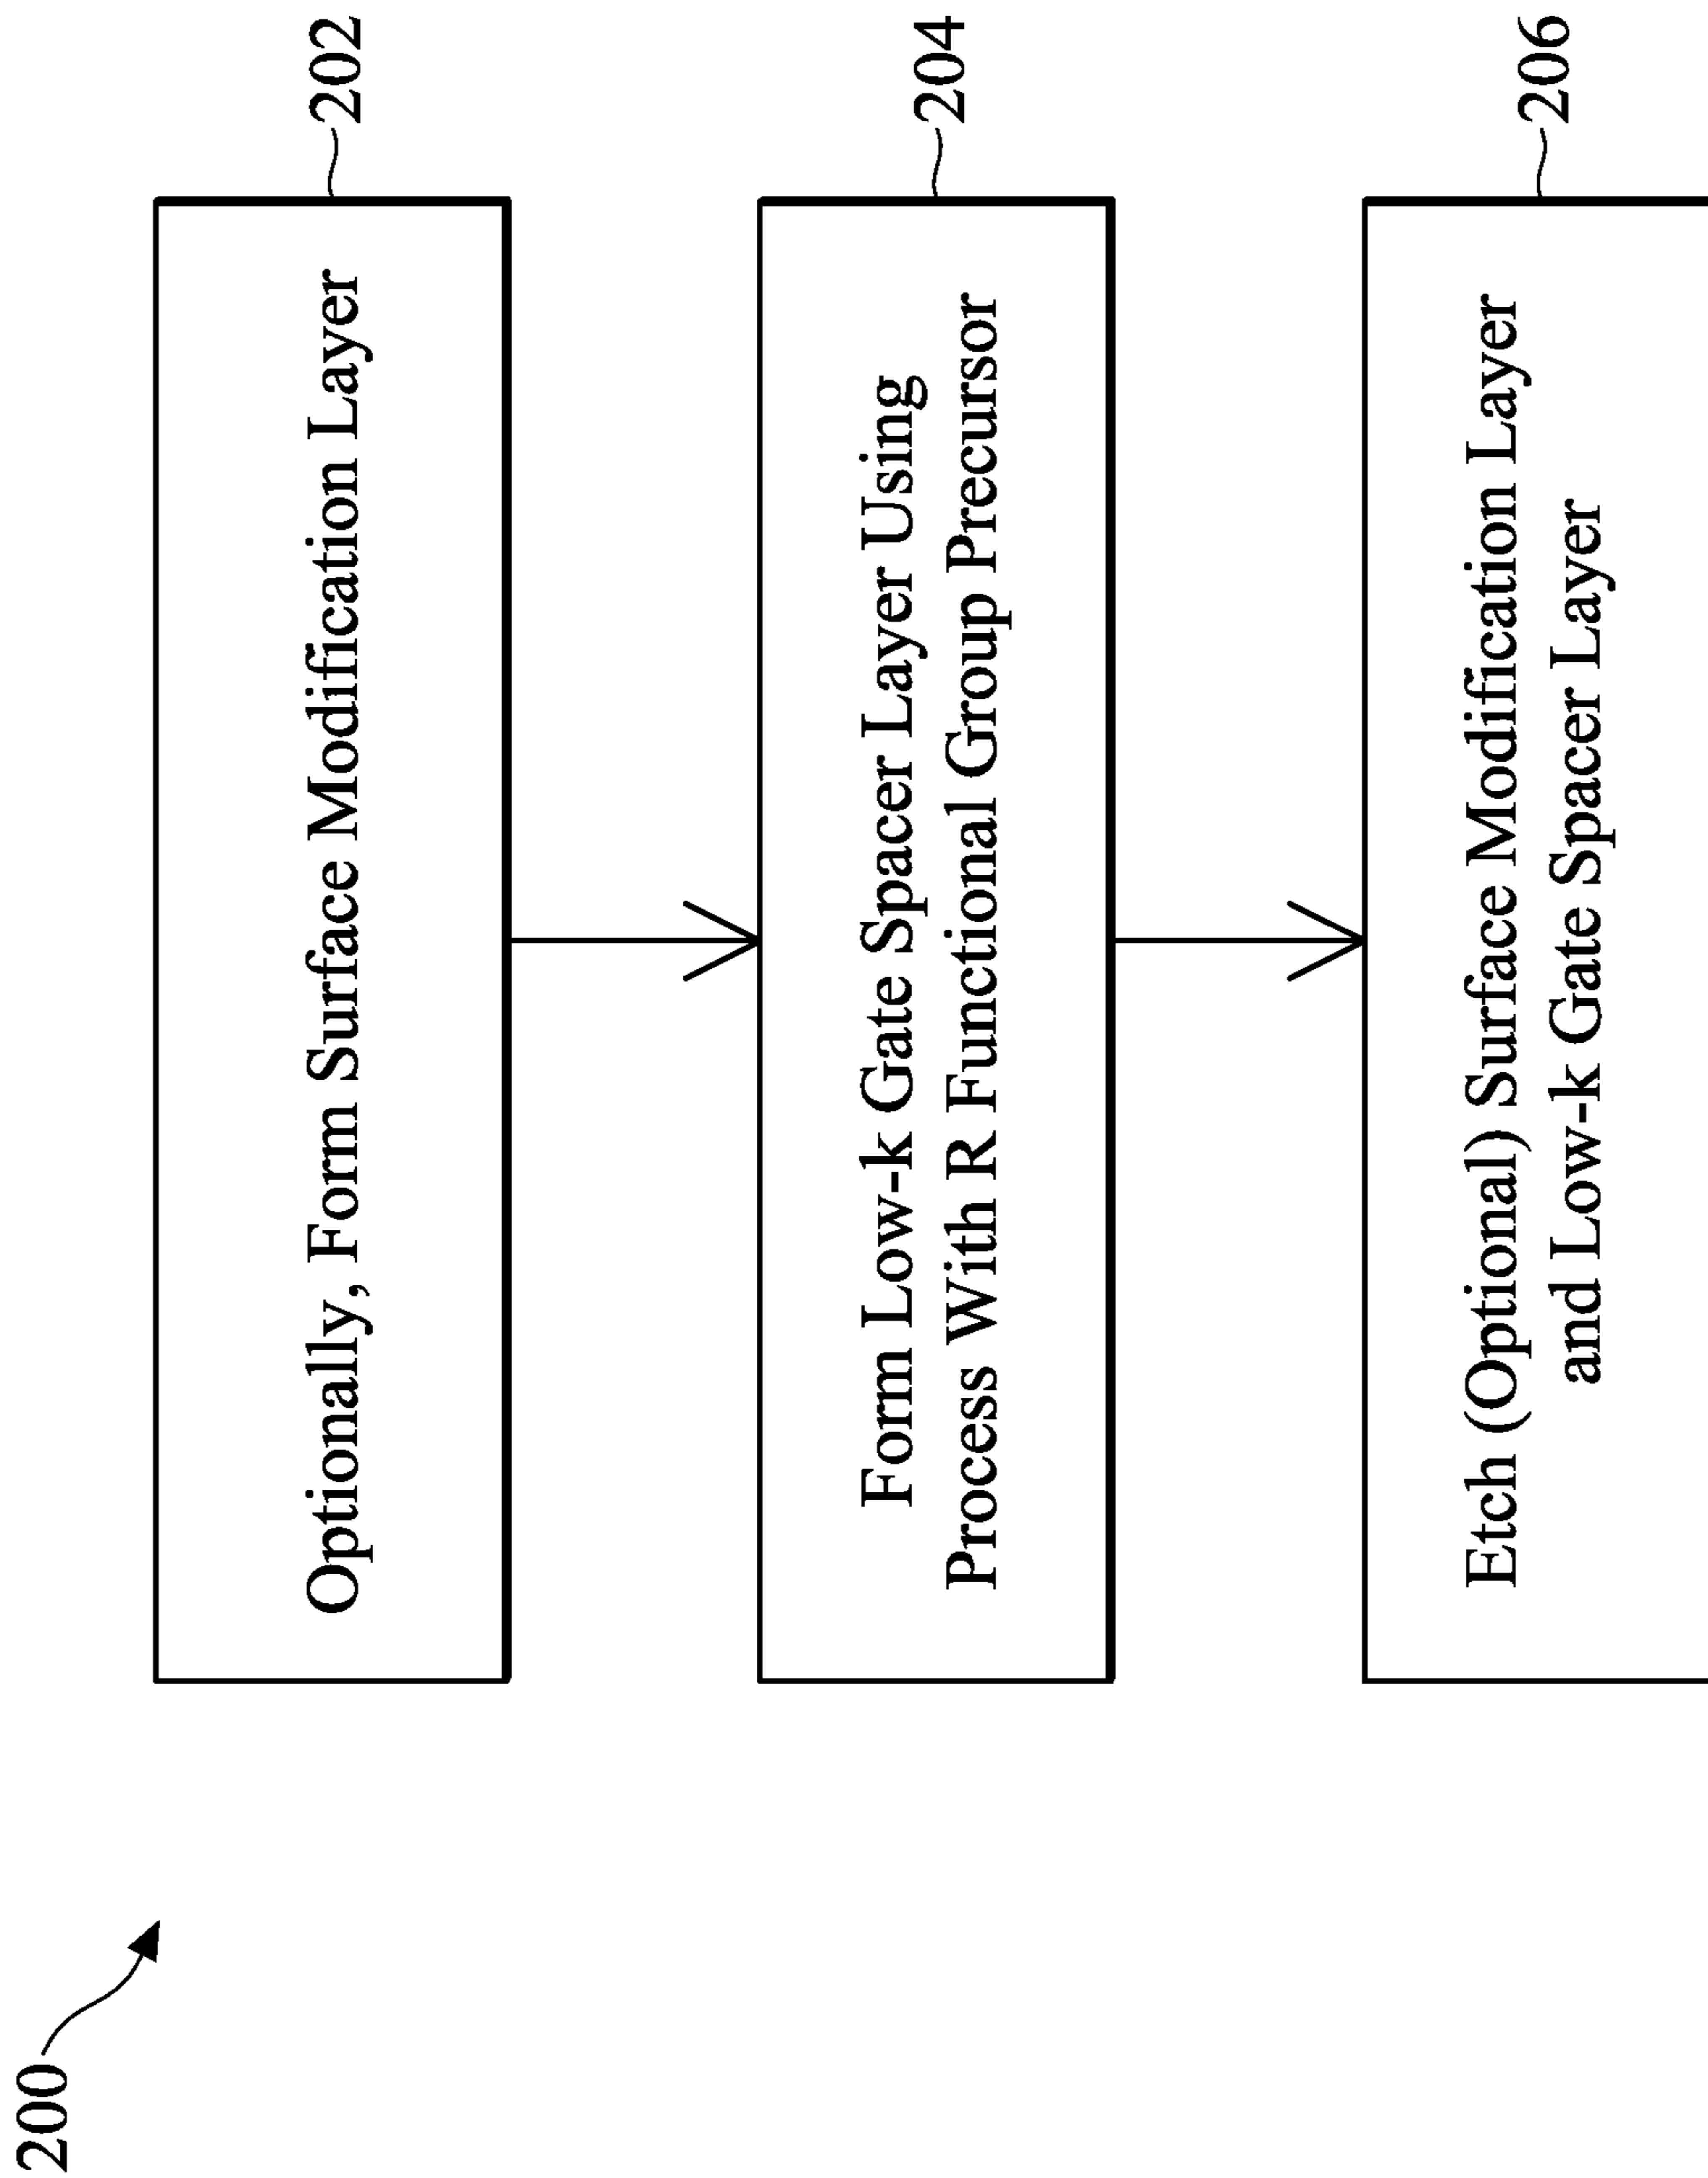 200
Optionally, Form Surface Modification Layer
202
Form Low-k Gate Spacer Layer Using
Process With R Functional Group Precursor
204
Etch (Optional) Surface Modification Layer
and Low-k Gate Spacer Layer
206